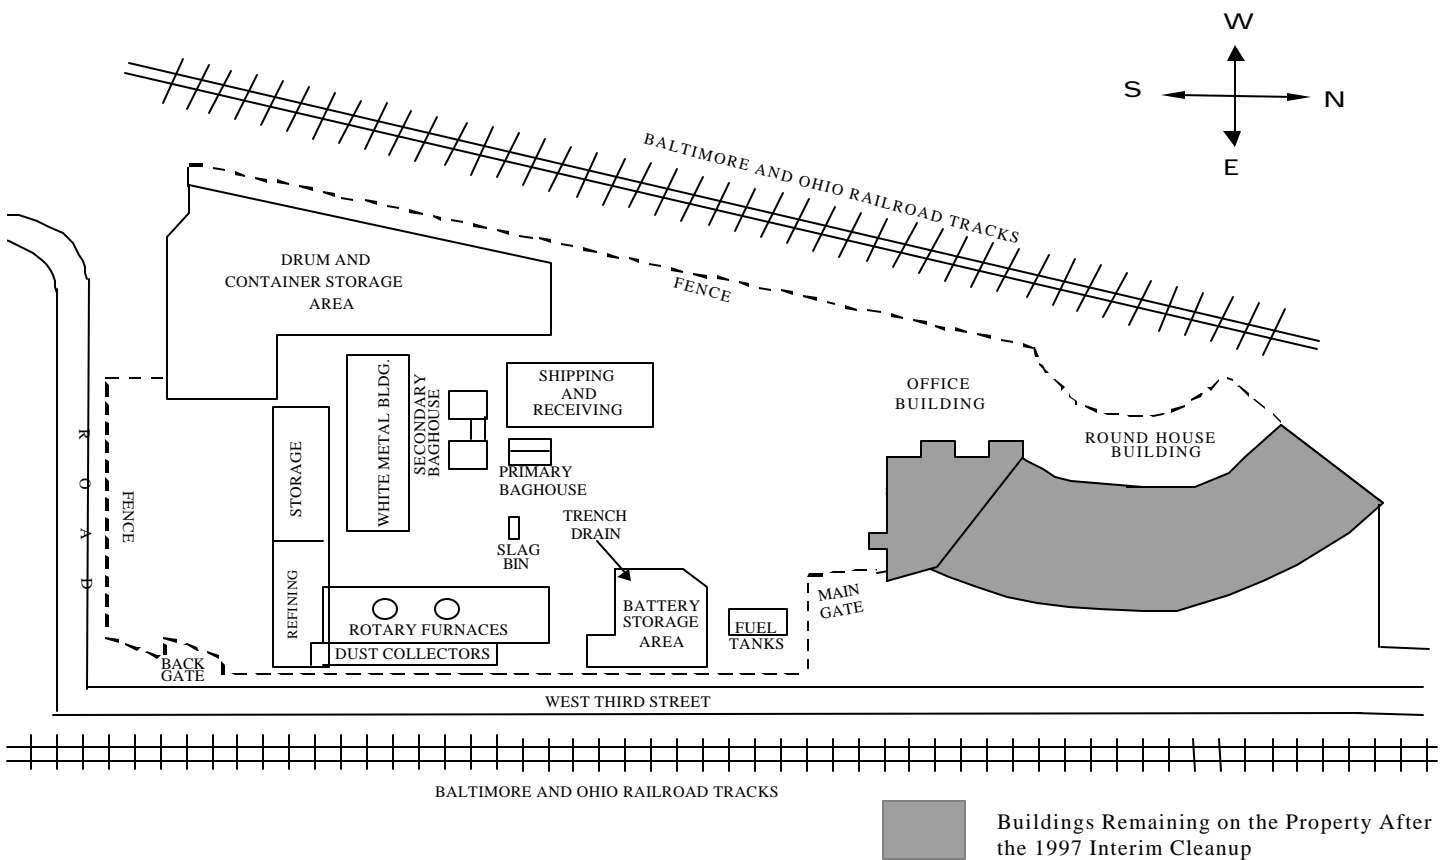 W
S
N
E
BALTIMORE AND OHIO RAILROAD TRACKS
DRUM AND
CONTAINER STORAGE
AREA
FENCE
SHIPPING
AND
RECEIVING
OFFICE
BUILDING
ROUND HOUSE
BUILDING
WHITE METAL BLDG.
SECONDARY
BAGHOUSE
PRIMARY
BAGHOUSE
STORAGE
ROAD
FENCE
TRENCH
DRAIN
SLAG
BIN
REFINING
ROTARY FURNACES
DUST COLLECTORS
BATTERY
STORAGE
AREA
FUEL
TANKS
MAIN
GATE
BACK
GATE
WEST THIRD STREET
BALTIMORE AND OHIO RAILROAD TRACKS
Buildings Remaining on the Property After
the 1997 Interim Cleanup